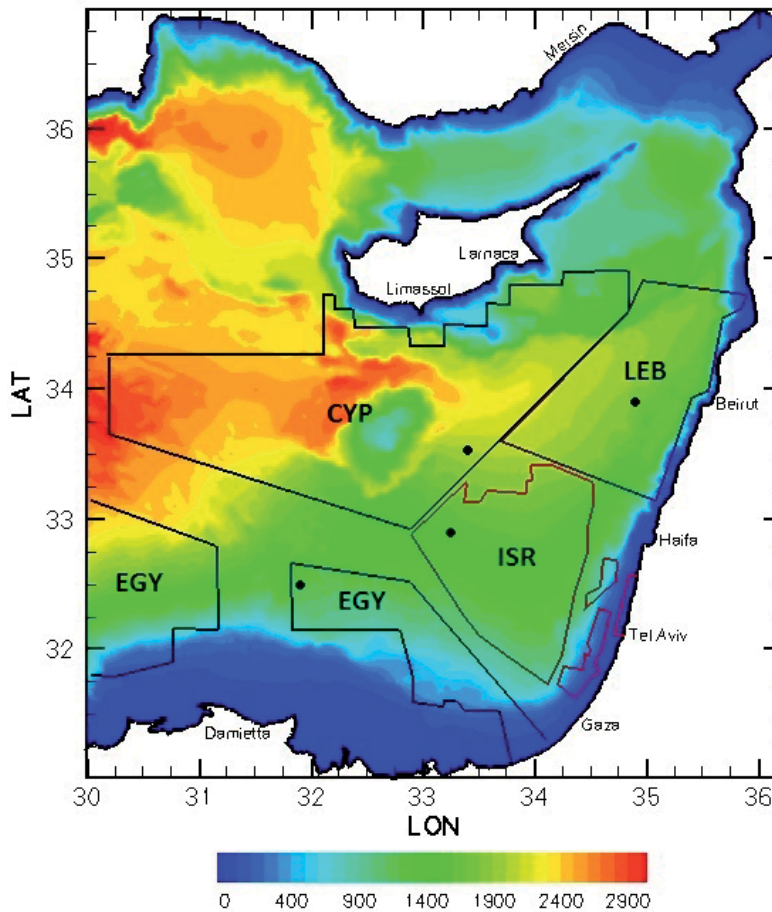 Mersin
36
35
Larnaca
Limassol
34
LAT
CYP
LEB
Beirut
33
Haifa
EGY
EGY
ISR
32
Tel Aviv
Gaza
Damietta
30 31 32 33 34 35 36
LON
0 400 900 1400 1900 2400 2900